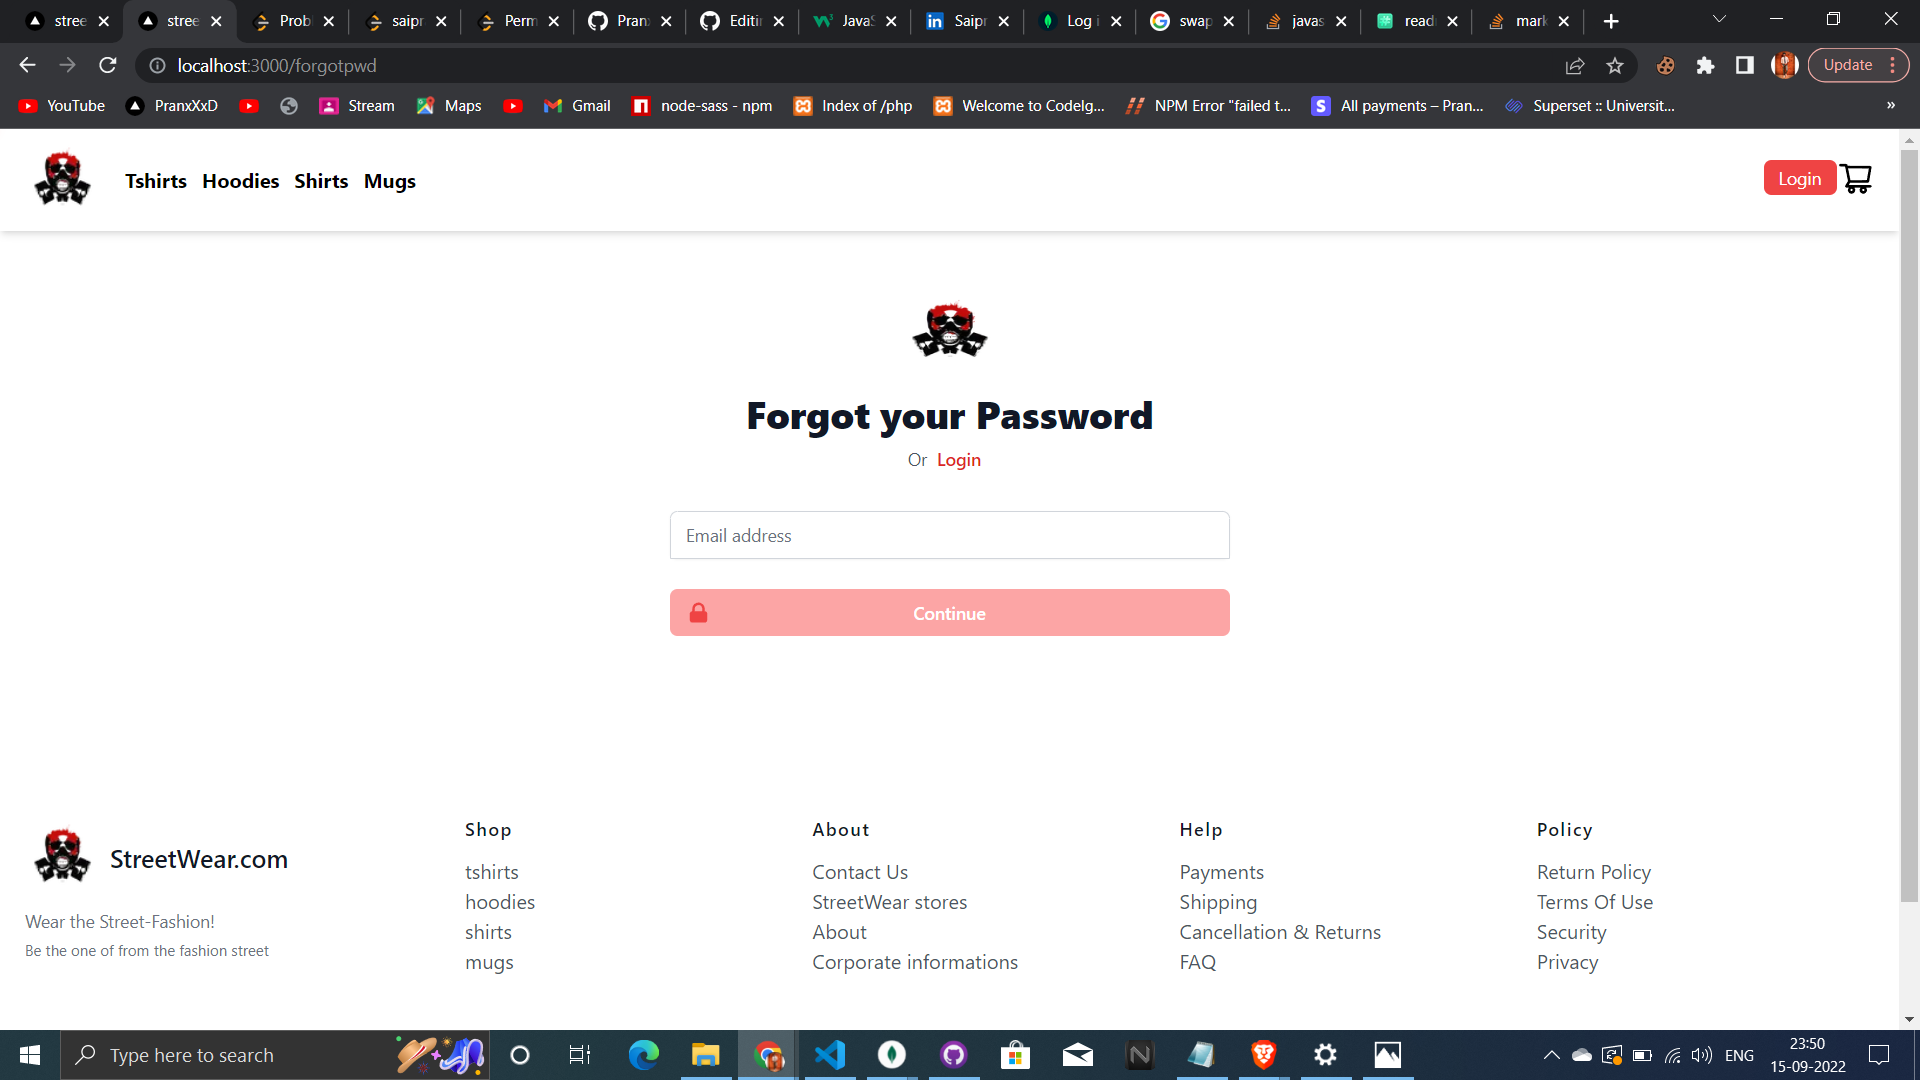 stree
stree
Probl
saipr
Perm
Pranx
Editin
JavaS
Saipr
Log i
swap
javas
read
mark
localhost:3000/forgotpwd
Update
YouTube
PranxXxD
Stream
Maps
Gmail
node-sass - npm
Index of /php
Welcome to CodeIg...
NPM Error "failed t...
All payments – Pran...
Superset :: Universit...
»
Tshirts
Hoodies
Shirts
Mugs
Login
Forgot your Password
Or Login
Email address
Continue
StreetWear.com
Wear the Street-Fashion!
Be the one of from the fashion street
Shop
tshirts
hoodies
shirts
mugs
About
Contact Us
StreetWear stores
About
Corporate informations
Help
Payments
Shipping
Cancellation & Returns
FAQ
Policy
Return Policy
Terms Of Use
Security
Privacy
Type here to search
ENG
23:50
15-09-2022